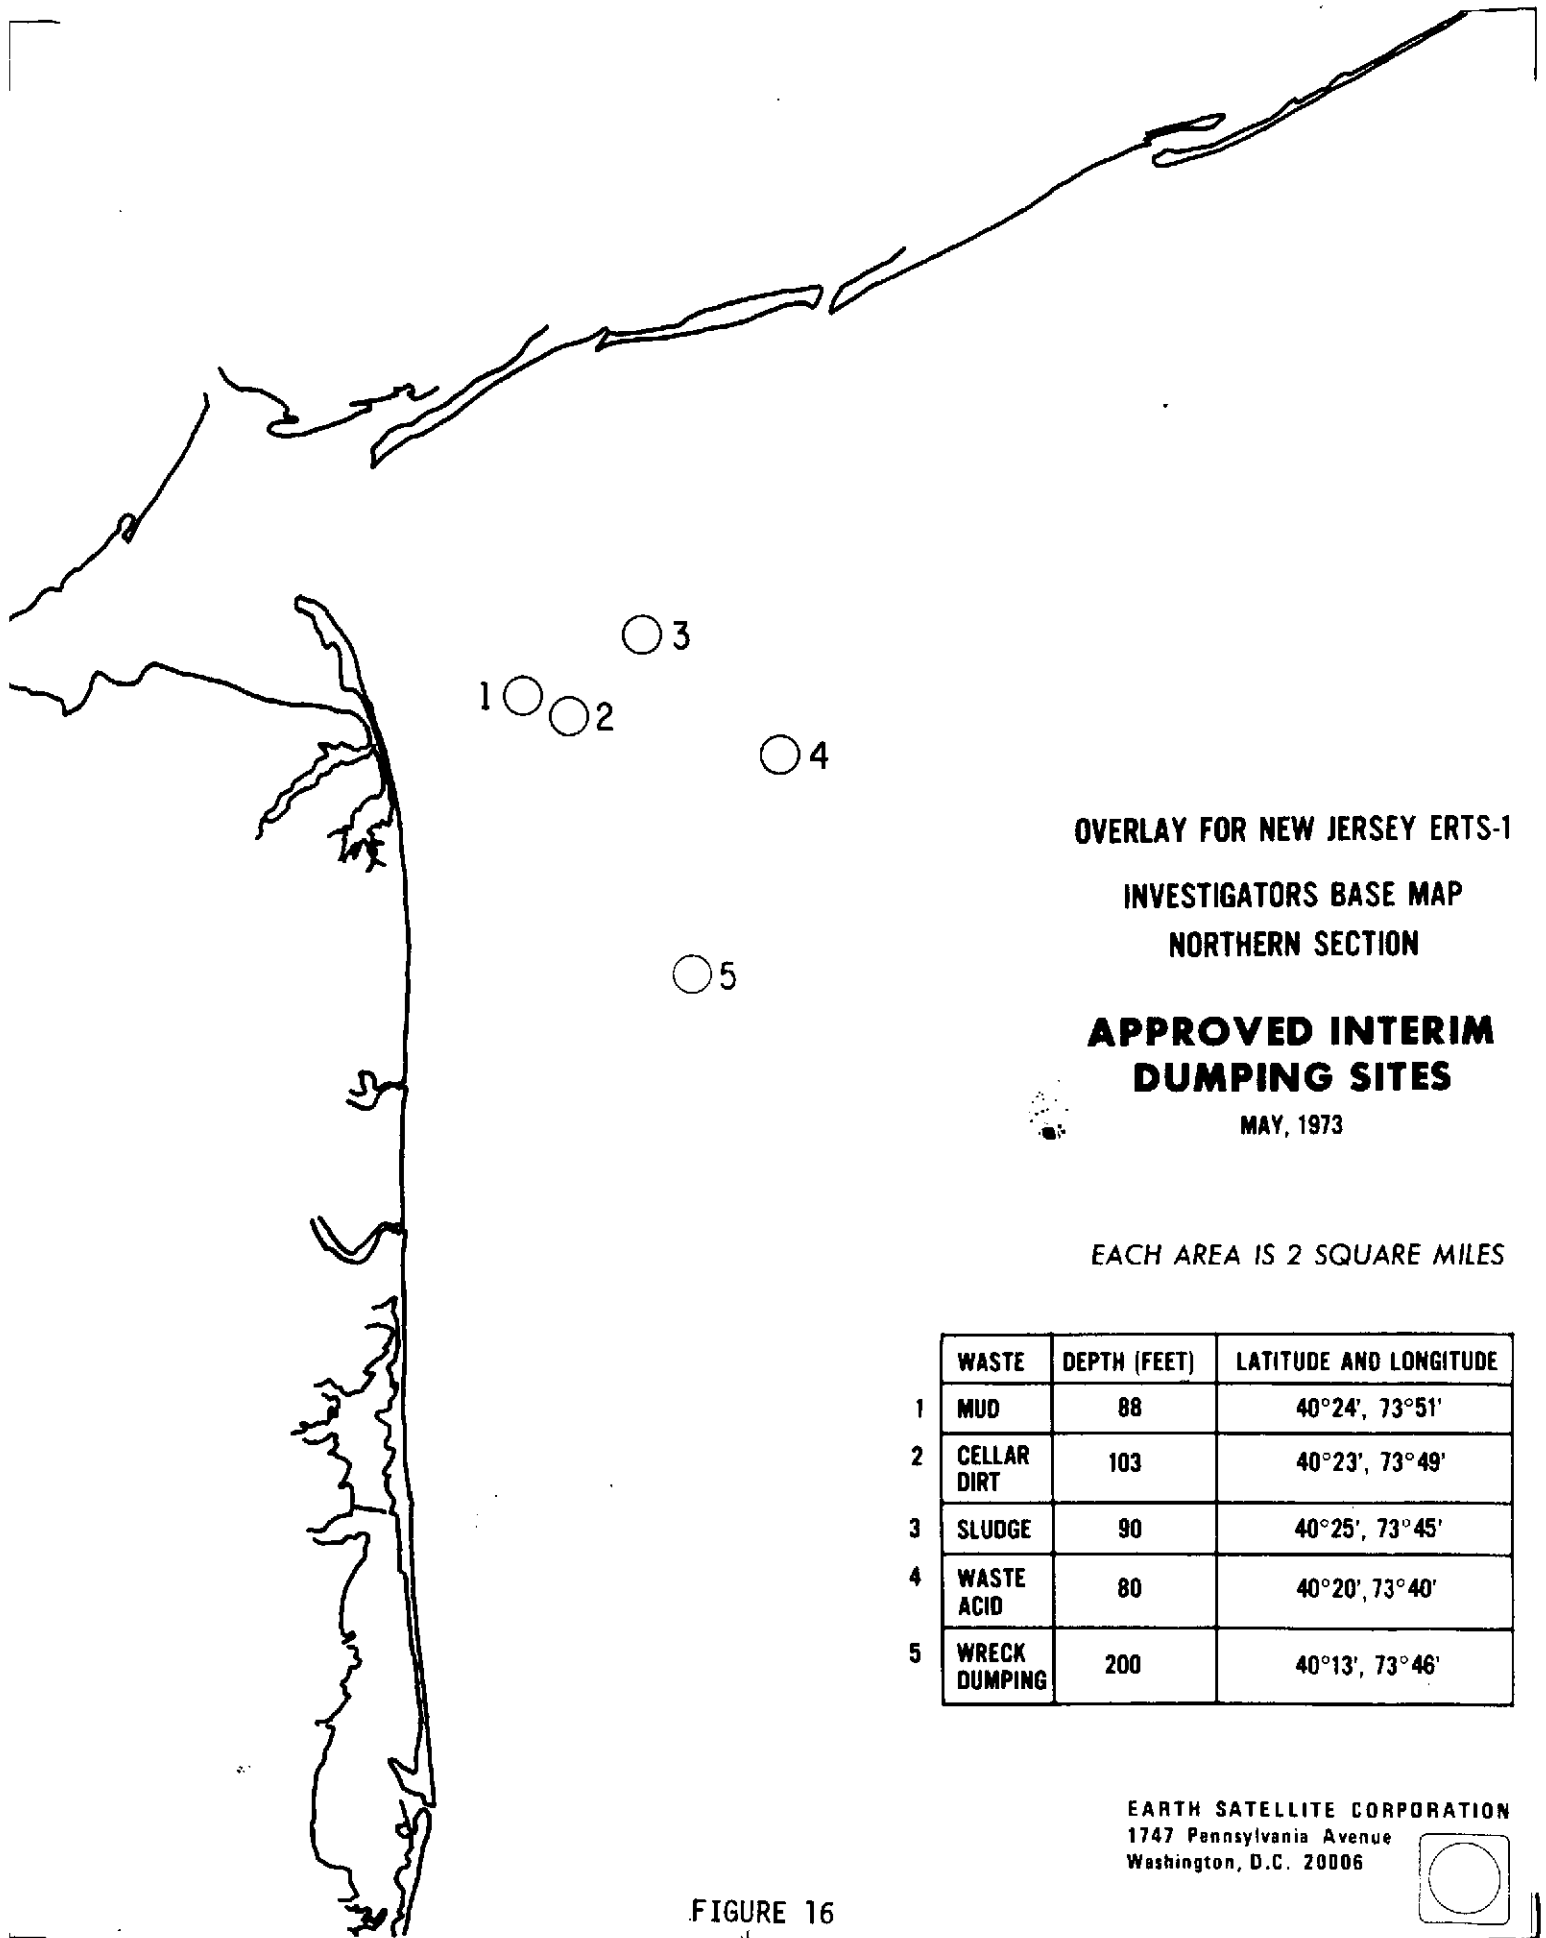 3
1
2
4
5
OVERLAY FOR NEW JERSEY ERTS-1
INVESTIGATORS BASE MAP
NORTHERN SECTION
APPROVED INTERIM
DUMPING SITES
MAY, 1973
EACH AREA IS 2 SQUARE MILES
WASTE DEPTH (FEET) LATITUDE AND LONGITUDE
1 MUD 88 40°24', 73°51'
2 CELLAR DIRT 103 40°23', 73°49'
3 SLUDGE 90 40°25', 73°45'
4 WASTE ACID 80 40°20', 73°40'
5 WRECK DUMPING 200 40°13', 73°46'
EARTH SATELLITE CORPORATION
1747 Pennsylvania Avenue
Washington, D.C. 20006
FIGURE 16